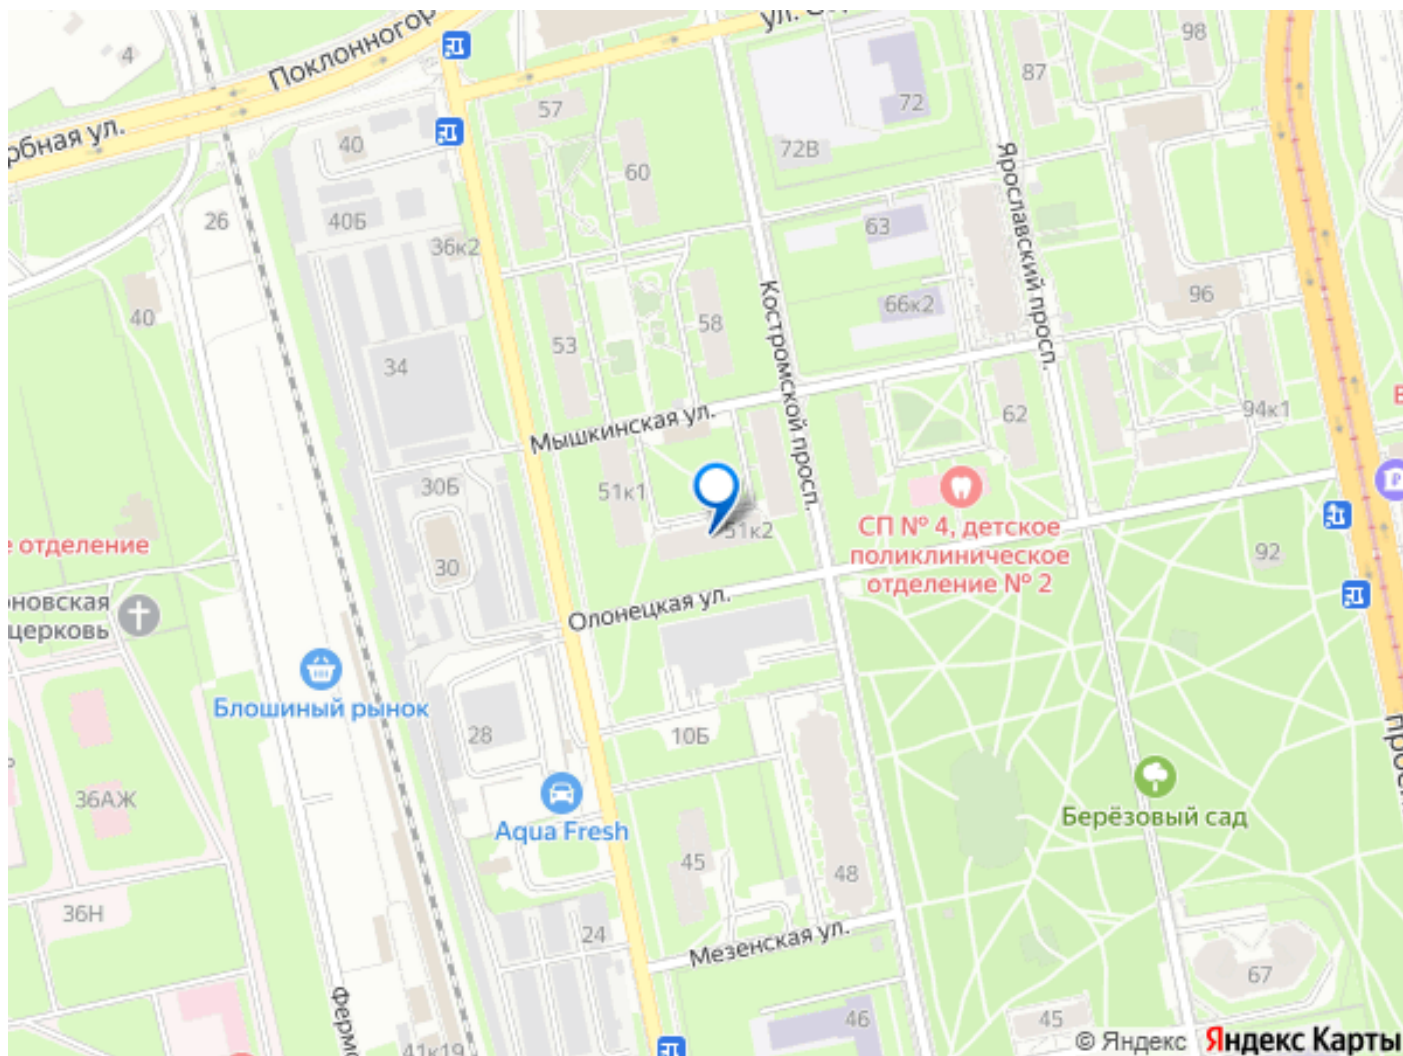 4
Поклонногор
ул.
98
рбная ул.
57
87
72
40
72В
60
Ярославский просп.
26
40Б
36к2
63
40
53
58
Костромской просп.
66к2
96
34
62
94к1
Мышкинская ул.
30Б
51к1
51к2
СП № 4, детское
поликлиническое
отделение № 2
е отделение
92
30
оновская
церковь
Олонецкая ул.
Блошиный рынок
28
10Б
36АЖ
Берёзовый сад
Aqua Fresh
45
48
36Н
24
Мезенская ул.
67
Фермс
46
45
41к19
© Яндекс Яндекс Карты